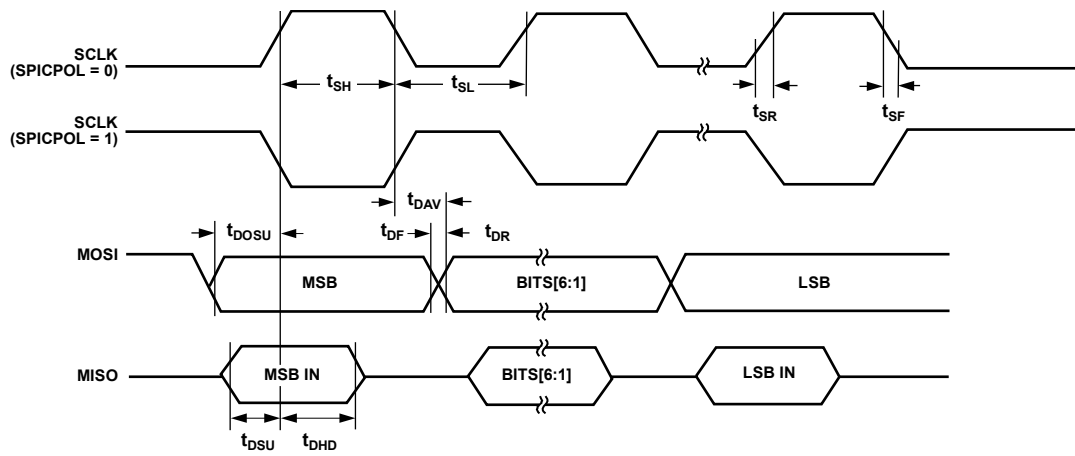 SCLK
(SPICPOL = 0)
tSH
tSL
tSR
tSF
SCLK
(SPICPOL = 1)
tDAV
tDOSU
tDF
tDR
MOSI
MSB
BITS[6:1]
LSB
MISO
MSB IN
BITS[6:1]
LSB IN
tDSU
tDHD